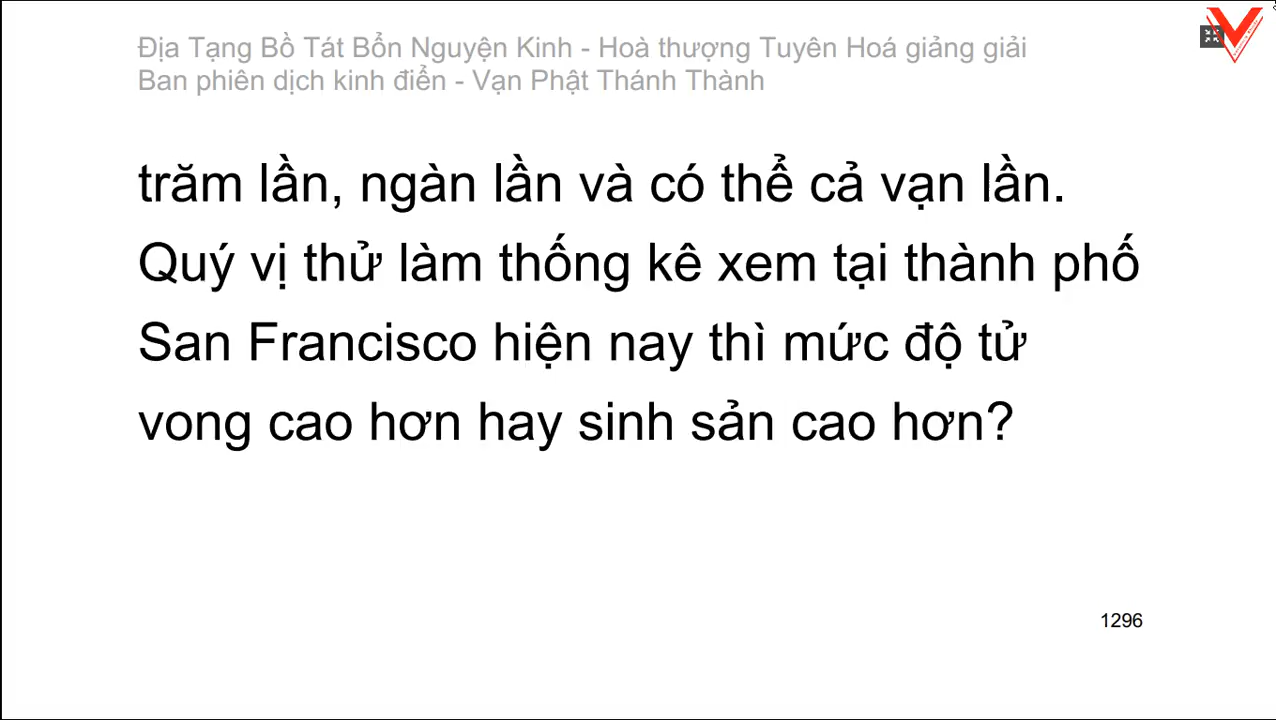 Địa Tạng Bồ Tát Bổn Nguyện Kinh - Hoà thượng Tuyên Hoá giảng giải
Ban phiên dịch kinh điển - Vạn Phật Thánh Thành
trăm lần, ngàn lần và có thể cả vạn lần.
Quý vị thử làm thống kê xem tại thành phố
San Francisco hiện nay thì mức độ tử
vong cao hơn hay sinh sản cao hơn?
1296